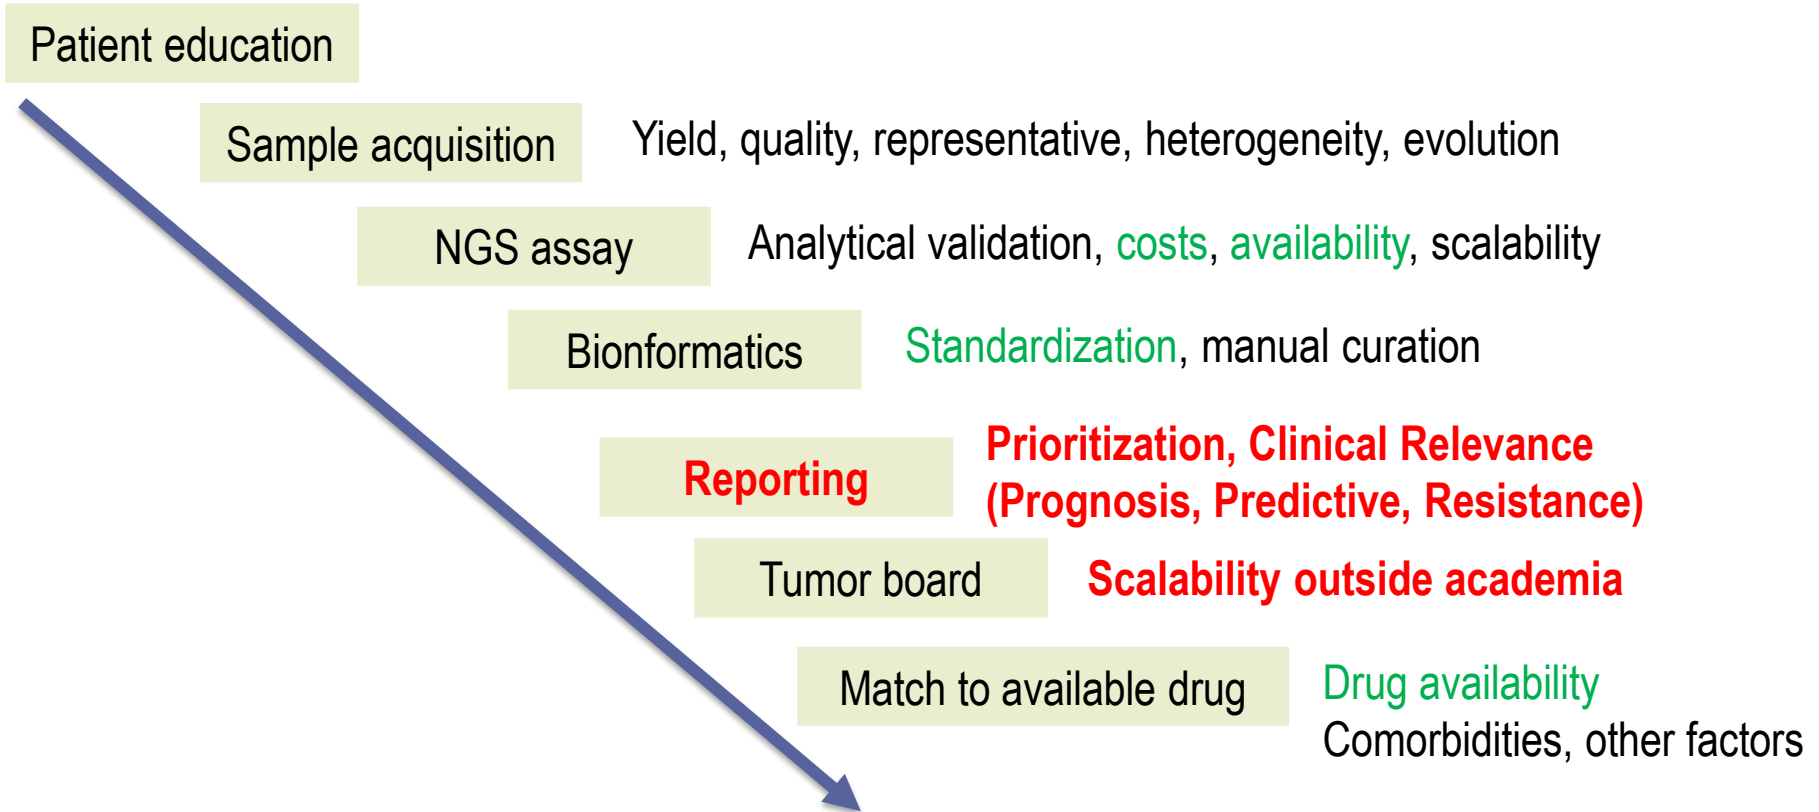 Patient education
Sample acquisition Yield, quality, representative, heterogeneity, evolution
NGS assay Analytical validation, costs, availability, scalability
Bionformatics Standardization, manual curation
Reporting Prioritization, Clinical Relevance
(Prognosis, Predictive, Resistance)
Tumor board Scalability outside academia
Match to available drug Drug availability
Comorbidities, other factors